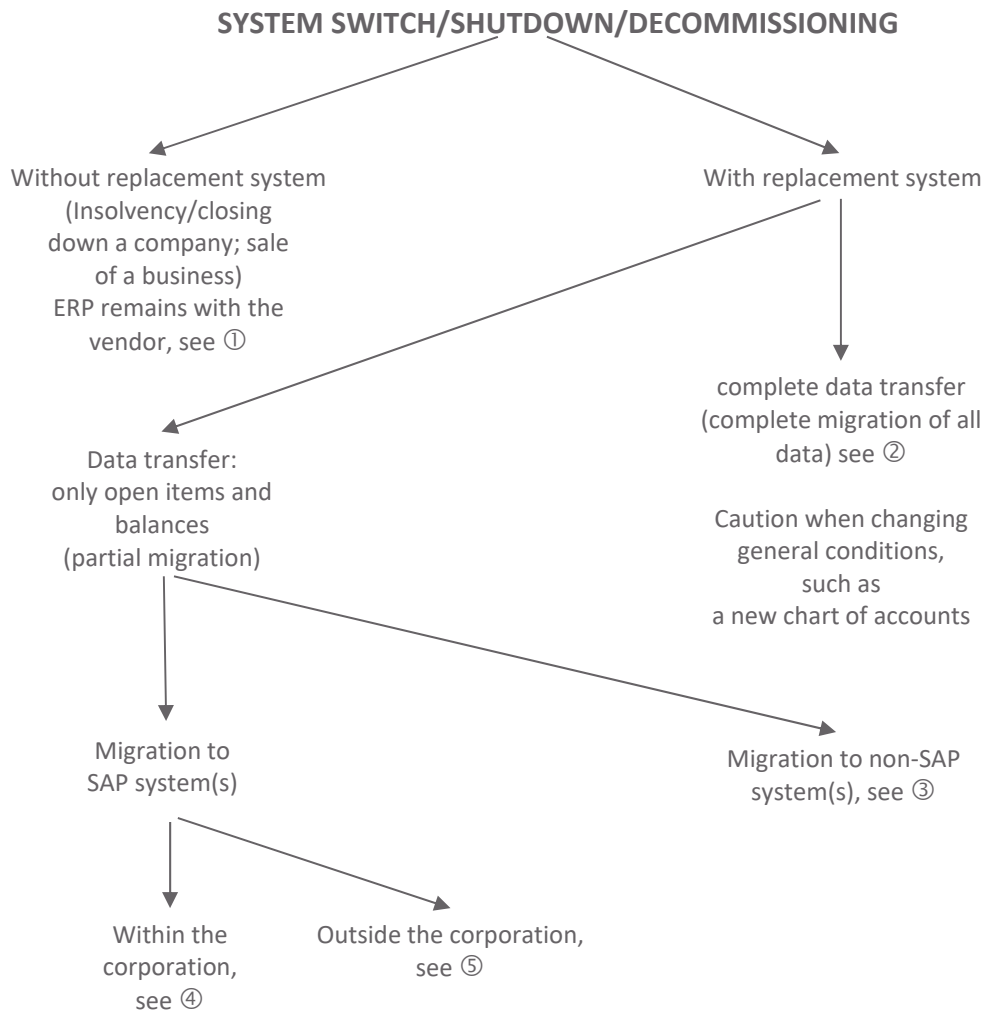 SYSTEM SWITCH/SHUTDOWN/DECOMMISSIONING
Without replacement system
(Insolvency/closing
down a company; sale
of a business)
ERP remains with the
vendor, see ①
With replacement system
complete data transfer
(complete migration of all
data) see ②
Caution when changing
general conditions,
such as
a new chart of accounts
Data transfer:
only open items and
balances
(partial migration)
Migration to
SAP system(s)
Migration to non-SAP
system(s), see ③
Within the
corporation,
see ④
Outside the corporation,
see ⑤